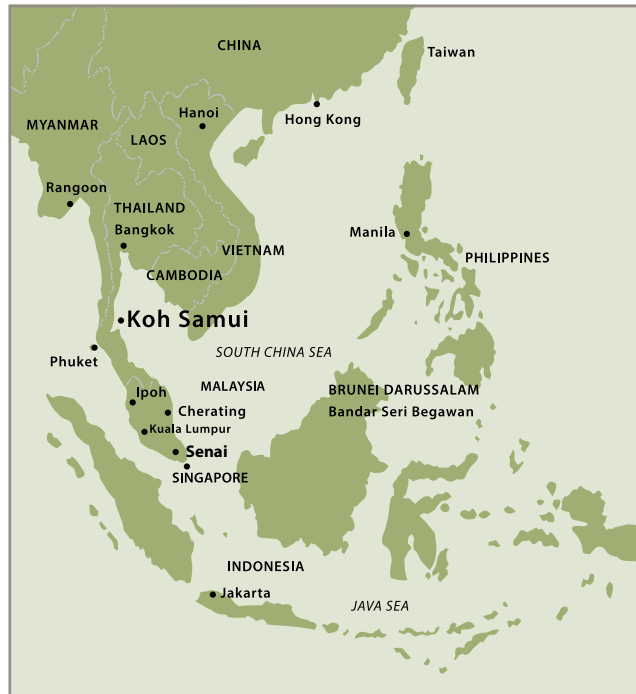 CHINA
Taiwan
Hanoi
Hong Kong
MYANMAR
LAOS
Rangoon
THAILAND
Bangkok
Manila
VIETNAM
PHILIPPINES
CAMBODIA
Koh Samui
SOUTH CHINA SEA
Phuket
MALAYSIA
BRUNEI DARUSSALAM
Ipoh
Cherating
Bandar Seri Begawan
Kuala Lumpur
Senai
SINGAPORE
INDONESIA
Jakarta
JAVA SEA